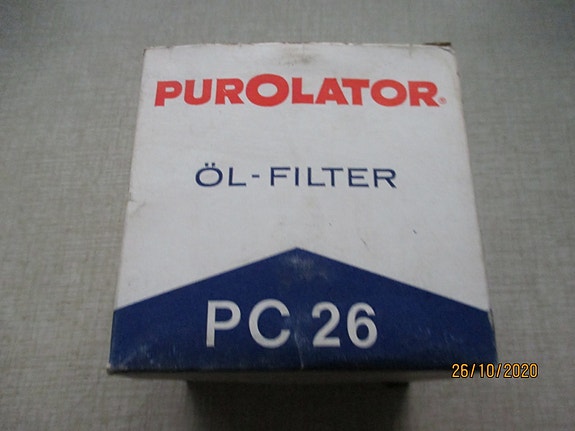 PUROLATOR®
ÖL-FILTER
PC 26
26/10/2020